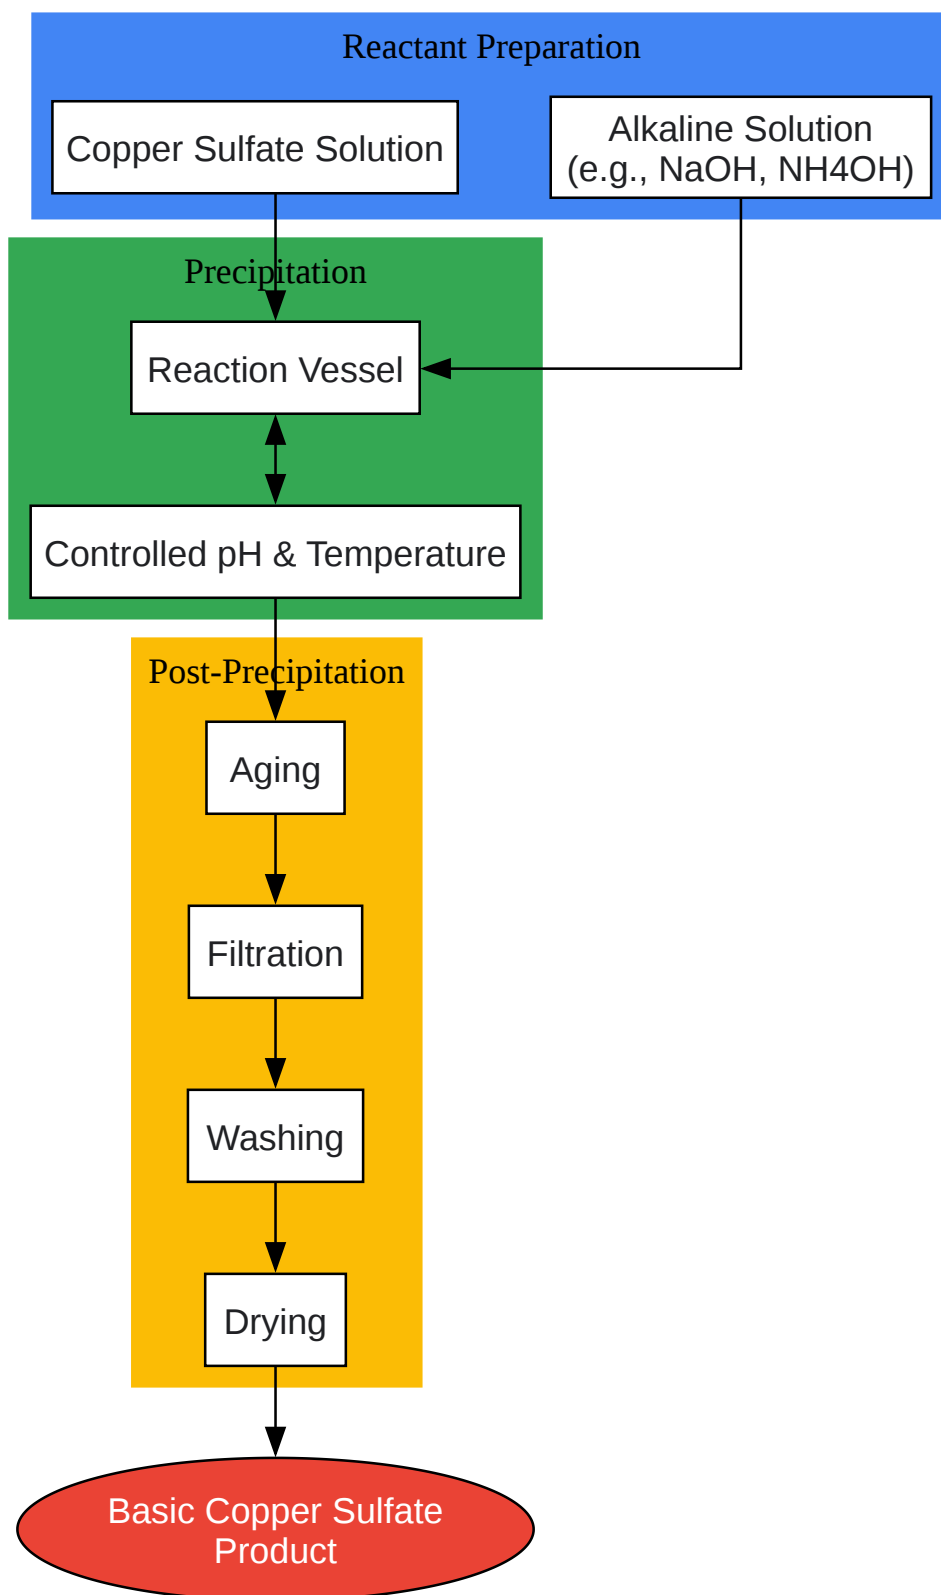 Reactant Preparation
Copper Sulfate Solution
Alkaline Solution
(e.g., NaOH, NH4OH)
Precipitation
Reaction Vessel
Controlled pH & Temperature
Post-Precipitation
Aging
Filtration
Washing
Drying
Basic Copper Sulfate
Product